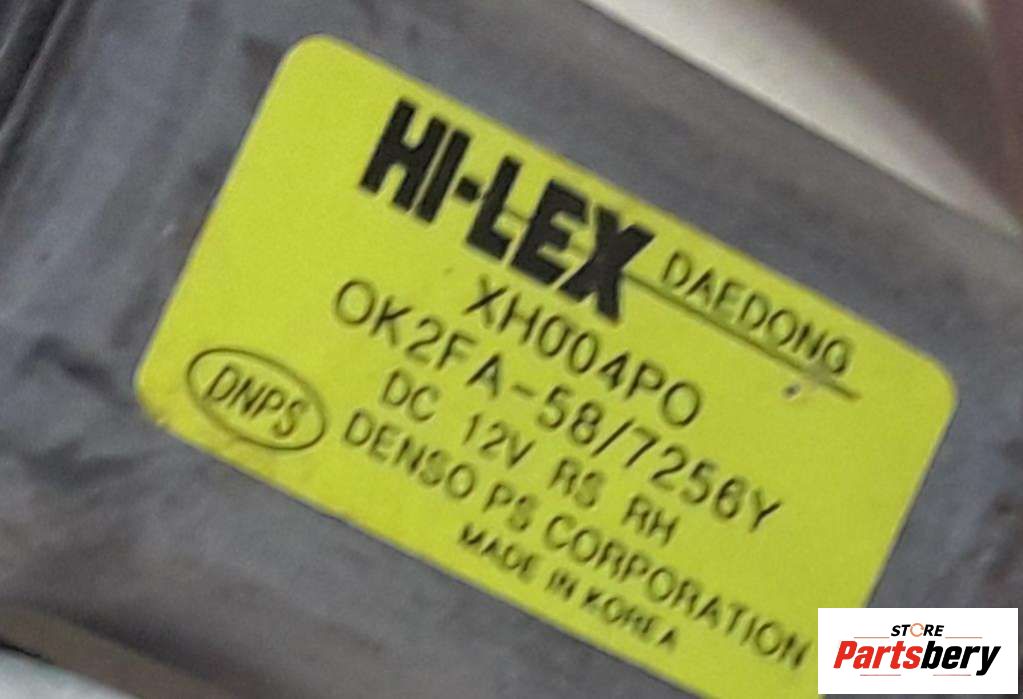 HI-LEX DAEDONG
XH004PO
OK2FA-58/7256Y
DC 12V RS RH
DNPS DENSO PS CORPORATION
MADE IN KOREA
STORE
Partsbery